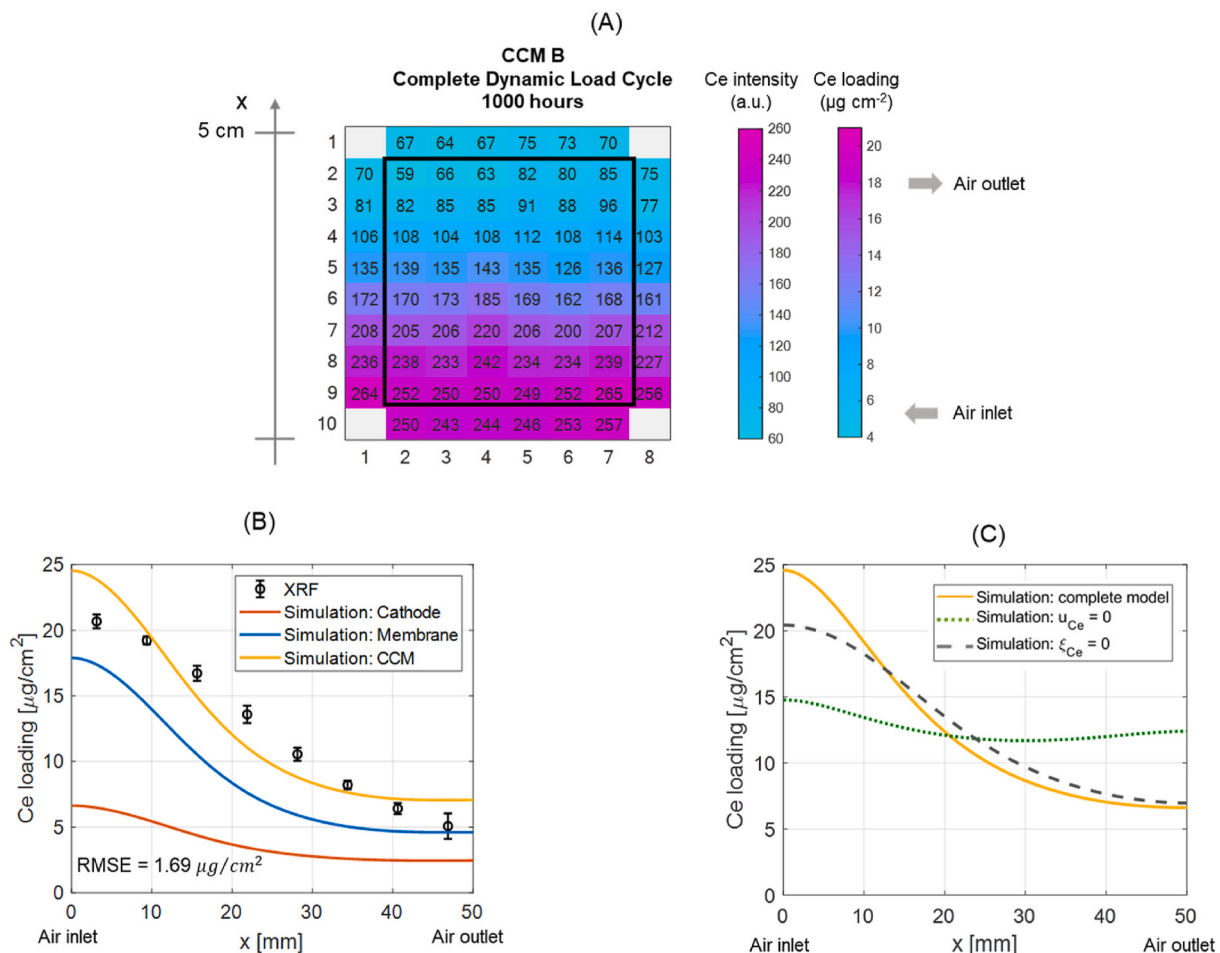 (A)
CCM B
Complete Dynamic Load Cycle
1000 hours
Ce intensity
(a.u.)
Ce loading
(µg cm-2)
x
5 cm
1 67 64 67 75 73 70
2 70 59 66 63 82 80 85 75
3 81 82 85 85 91 88 96 77
4 106 108 104 108 112 108 114 103
5 135 139 135 143 135 126 136 127
6 172 170 173 185 169 162 168 161
7 208 205 206 220 206 200 207 212
8 236 238 233 242 234 234 239 227
9 264 252 250 250 249 252 265 256
10 250 243 244 246 253 257
1 2 3 4 5 6 7 8
260
240
220
200
180
160
140
120
100
80
60
20
18
16
14
12
10
8
6
4
Air outlet
Air inlet
(B)
Ce loading [µg/cm2]
25
20
15
10
5
0
XRF
Simulation: Cathode
Simulation: Membrane
Simulation: CCM
RMSE = 1.69 µg/cm2
0 10 20 30 40 50
Air inlet x [mm] Air outlet
(C)
Ce loading [µg/cm2]
25
20
15
10
5
0
Simulation: complete model
Simulation: uCe = 0
Simulation: ξCe = 0
0 10 20 30 40 50
Air inlet x [mm] Air outlet